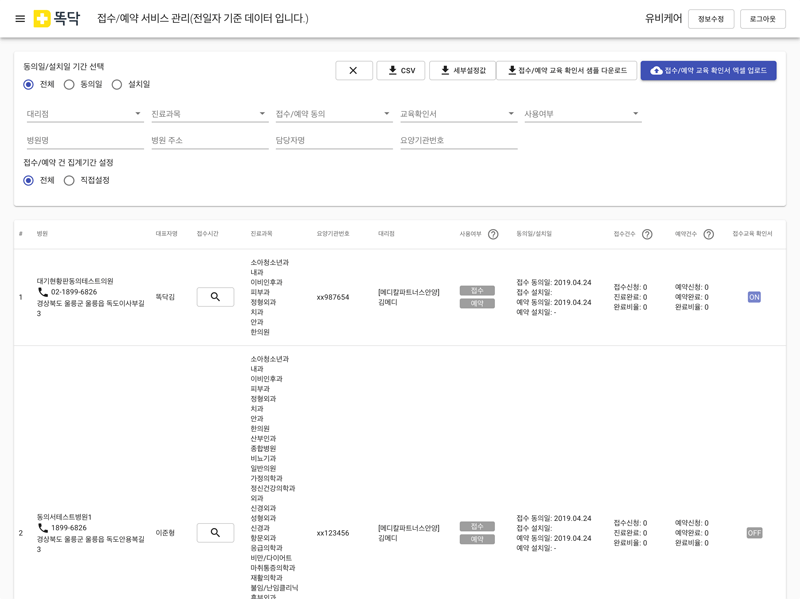 똑닥 접수/예약 서비스 관리(전일자 기준 데이터 입니다.) 유비케어 정보수정 로그아웃
동의일/설치일 기간 선택
전체 동의일 설치일
CSV 세부설정값 접수/예약 교육 확인서 샘플 다운로드 접수/예약 교육 확인서 엑셀 업로드
대리점 진료과목 접수/예약 동의 교육확인서 사용여부
병원명 병원 주소 담당자명 요양기관번호
접수/예약 건 집계기간 설정
전체 직접설정
# 병원 대표자명 접수시간 진료과목 요양기관번호 대리점 사용여부 동의일/설치일 접수건수 예약건수 접수교육 확인서
1
대기현황판동의테스트의원
02-1899-6826
경상북도 울릉군 울릉읍 독도이사부길
3
똑닥김
소아청소년과
내과
이비인후과
피부과
정형외과
치과
안과
한의원
xx987654
[메디칼파트너스안양]
김메디
접수
예약
접수 동의일: 2019.04.24
접수 설치일:
예약 동의일: 2019.04.24
예약 설치일: -
접수신청: 0
진료완료: 0
완료비율: 0
예약신청: 0
예약완료: 0
완료비율: 0
ON
2
동의서테스트병원1
1899-6826
경상북도 울릉군 울릉읍 독도안용복길
3
이준형
소아청소년과
내과
이비인후과
피부과
정형외과
치과
안과
한의원
산부인과
종합병원
비뇨기과
일반의원
가정의학과
정신건강의학과
외과
신경외과
성형외과
신경과
항문외과
응급의학과
비만/다이어트
마취통증의학과
재활의학과
불임/난임클리닉
흉부외과
xx123456
[메디칼파트너스안양]
김메디
접수
예약
접수 동의일: 2019.04.24
접수 설치일:
예약 동의일: 2019.04.24
예약 설치일: -
접수신청: 0
진료완료: 0
완료비율: 0
예약신청: 0
예약완료: 0
완료비율: 0
OFF